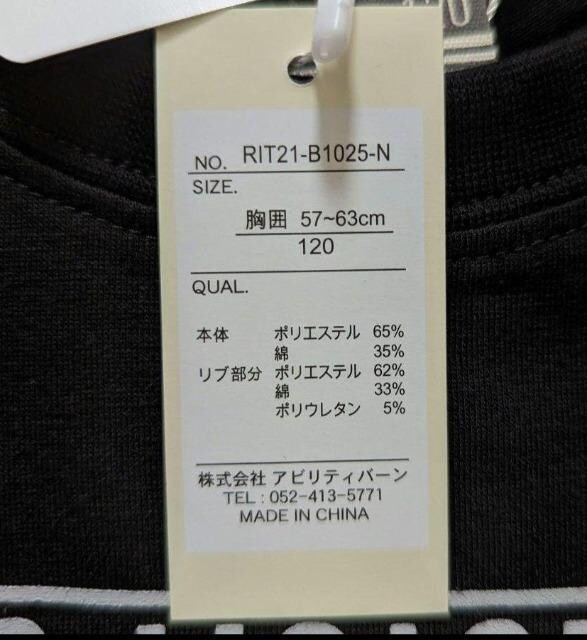 NO. RIT21-B1025-N
SIZE.
胸囲 57~63cm
120
QUAL.
本体 ポリエステル 65%
綿 35%
リブ部分 ポリエステル 62%
綿 33%
ポリウレタン 5%
株式会社 アビリティバーン
TEL : 052-413-5771
MADE IN CHINA